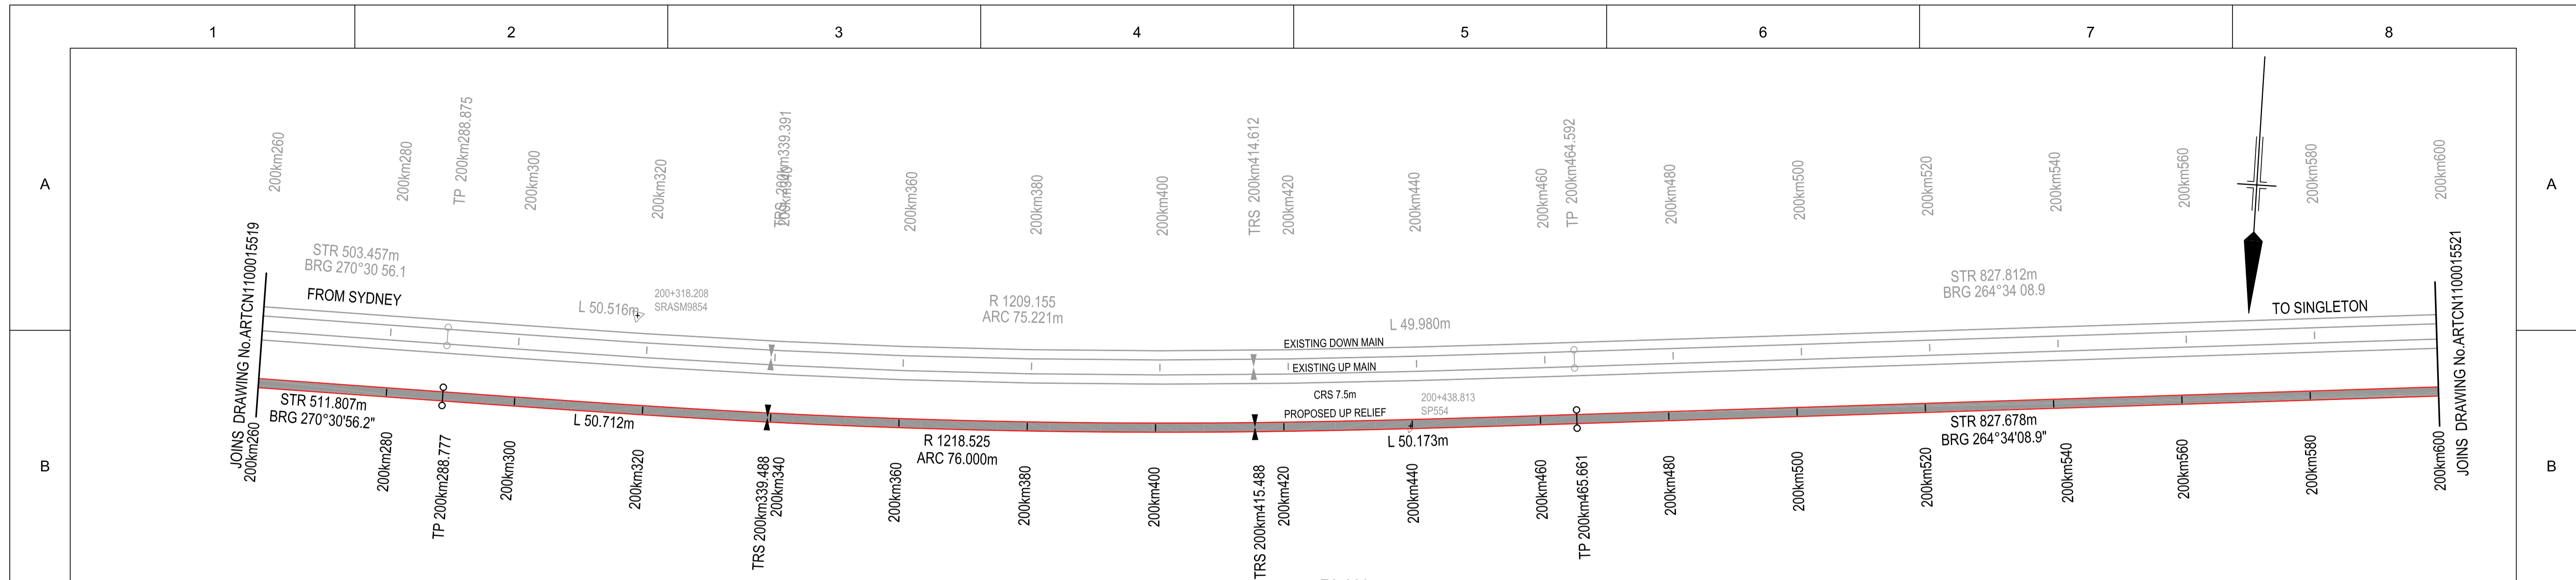 1 2 3 4 5 6 7 8
A A
200km260
200km280
TP 200km288.875
200km300
200km320
TRS 200km339.391
200km340
200km360
200km380
200km400
TRS 200km414.612
200km420
200km440
200km460
TP 200km464.592
200km480
200km500
200km520
200km540
200km560
200km580
200km600
JOINS DRAWING No.ARTCN1100015519
STR 503.457m
BRG 270°30 56.1
FROM SYDNEY
L 50.516m
200+318.208
SRASM9854
R 1209.155
ARC 75.221m
L 49.980m
STR 827.812m
BRG 264°34 08.9
TO SINGLETON
JOINS DRAWING No.ARTCN1100015521
EXISTING DOWN MAIN
EXISTING UP MAIN
CRS 7.5m
PROPOSED UP RELIEF
200+438.813
SP554
STR 511.807m
BRG 270°30'56.2"
L 50.712m
R 1218.525
ARC 76.000m
L 50.173m
STR 827.678m
BRG 264°34'08.9"
B B
200km260
200km280
TP 200km288.777
200km300
200km320
TRS 200km339.488
200km340
200km360
200km380
200km400
TRS 200km415.488
200km420
200km440
200km460
TP 200km465.661
200km480
200km500
200km520
200km540
200km560
200km580
200km600